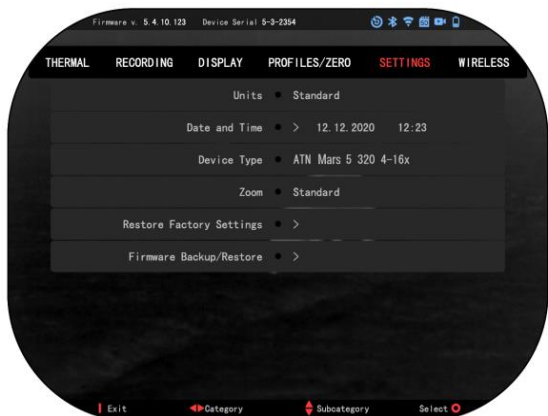 Firmware v. 5.4.10.123 Device Serial 5-3-2354
THERMAL RECORDING DISPLAY PROFILES/ZERO SETTINGS WIRELESS
Units Standard
Date and Time > 12.12.2020 12:23
Device Type ATN Mars 5 320 4-16x
Zoom Standard
Restore Factory Settings >
Firmware Backup/Restore >
Exit Category Subcategory Select